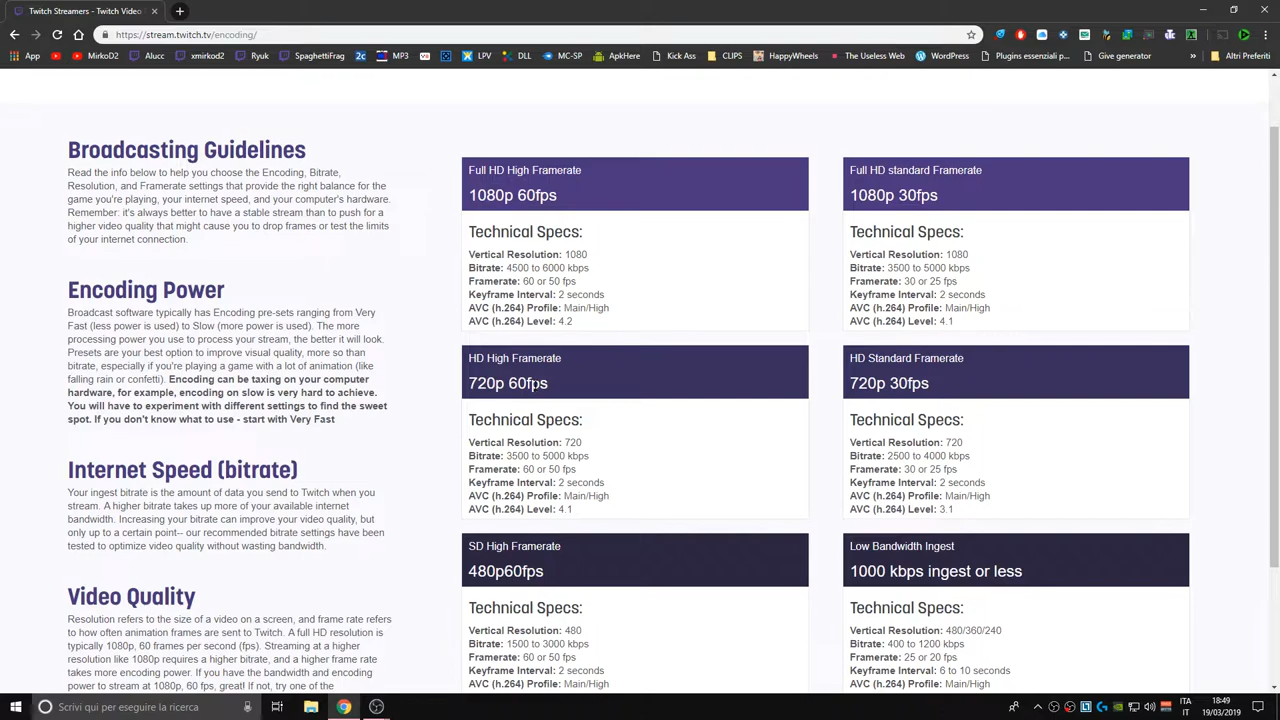 Twitch Streamers - Twitch Video
https://stream.twitch.tv/encoding/
App
MirkoD2
Alucc
xmirkod2
Ryuk
SpaghettiFrag
MP3
LPV
DLL
MC-SP
ApkHere
Kick Ass
CLIPS
HappyWheels
The Useless Web
WordPress
Plugins essenziali p...
Give generator
»
Altri Preferiti
Broadcasting Guidelines
Read the info below to help you choose the Encoding, Bitrate,
Resolution, and Framerate settings that provide the right balance for the
game you're playing, your internet speed, and your computer's hardware.
Remember: it's always better to have a stable stream than to push for a
higher video quality that might cause you to drop frames or test the limits
of your internet connection.
Encoding Power
Broadcast software typically has Encoding pre-sets ranging from Very
Fast (less power is used) to Slow (more power is used). The more
processing power you use to process your stream, the better it will look.
Presets are your best option to improve visual quality, more so than
bitrate, especially if you're playing a game with a lot of animation (like
falling rain or confetti). Encoding can be taxing on your computer
hardware, for example, encoding on slow is very hard to achieve.
You will have to experiment with different settings to find the sweet
spot. If you don't know what to use - start with Very Fast
Internet Speed (bitrate)
Your ingest bitrate is the amount of data you send to Twitch when you
stream. A higher bitrate takes up more of your available internet
bandwidth. Increasing your bitrate can improve your video quality, but
only up to a certain point-- our recommended bitrate settings have been
tested to optimize video quality without wasting bandwidth.
Video Quality
Resolution refers to the size of a video on a screen, and frame rate refers
to how often animation frames are sent to Twitch. A full HD resolution is
typically 1080p, 60 frames per second (fps). Streaming at a higher
resolution like 1080p requires a higher bitrate, and a higher frame rate
takes more encoding power. If you have the bandwidth and encoding
power to stream at 1080p, 60 fps, great! If not, try one of the
Full HD High Framerate
1080p 60fps
Technical Specs:
Vertical Resolution: 1080
Bitrate: 4500 to 6000 kbps
Framerate: 60 or 50 fps
Keyframe Interval: 2 seconds
AVC (h.264) Profile: Main/High
AVC (h.264) Level: 4.2
Full HD standard Framerate
1080p 30fps
Technical Specs:
Vertical Resolution: 1080
Bitrate: 3500 to 5000 kbps
Framerate: 30 or 25 fps
Keyframe Interval: 2 seconds
AVC (h.264) Profile: Main/High
AVC (h.264) Level: 4.1
HD High Framerate
720p 60fps
Technical Specs:
Vertical Resolution: 720
Bitrate: 3500 to 5000 kbps
Framerate: 60 or 50 fps
Keyframe Interval: 2 seconds
AVC (h.264) Profile: Main/High
AVC (h.264) Level: 4.1
HD Standard Framerate
720p 30fps
Technical Specs:
Vertical Resolution: 720
Bitrate: 2500 to 4000 kbps
Framerate: 30 or 25 fps
Keyframe Interval: 2 seconds
AVC (h.264) Profile: Main/High
AVC (h.264) Level: 3.1
SD High Framerate
480p60fps
Technical Specs:
Vertical Resolution: 480
Bitrate: 1500 to 3000 kbps
Framerate: 60 or 50 fps
Keyframe Interval: 2 seconds
AVC (h.264) Profile: Main/High
Low Bandwidth Ingest
1000 kbps ingest or less
Technical Specs:
Vertical Resolution: 480/360/240
Bitrate: 400 to 1200 kbps
Framerate: 25 or 20 fps
Keyframe Interval: 6 to 10 seconds
AVC (h.264) Profile: Main/High
Scrivi qui per eseguire la ricerca
ITA
IT
18:49
19/03/2019